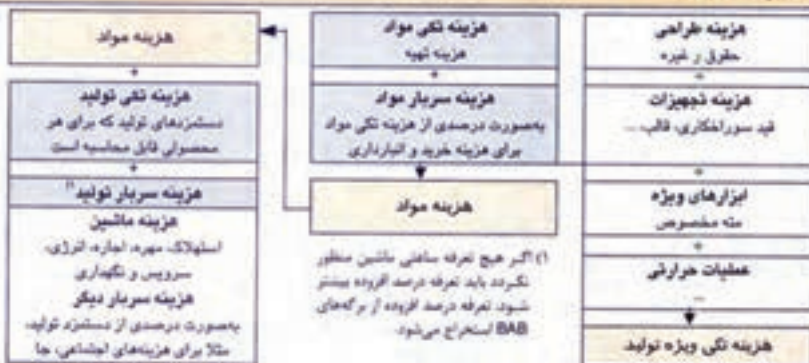 هزینه طراحی
حقوق و غیره
+
هزینه تجهیزات
قید سوراخکاری، قالب، ...
+
ابزارهای ویژه
مته مخصوص
+
عملیات حرارتی
...
هزینه تکی ویژه تولید
هزینه تکی مواد
هزینه تهیه
+
هزینه سربار مواد
به‌صورت درصدی از هزینه تکی مواد
برای هزینه خرید و انبارداری
هزینه مواد
۱) اگر هیچ تعرفه ساعتی ماشین منظور
نگردد باید تعرفه درصد افزوده بیشتر
شود. تعرفه درصد افزوده از برگه‌های
BAB استخراج می‌شود.
هزینه مواد
+
هزینه تکی تولید
دستمزدهای تولید که برای هر
محصولی قابل محاسبه است
+
هزینه سربار تولید (۱
هزینه ماشین
استهلاک، بهره، اجاره، انرژی،
سرویس و نگهداری
هزینه سربار دیگر
به‌صورت درصدی از دستمزد تولید،
مثلا برای هزینه‌های اجتماعی، جا